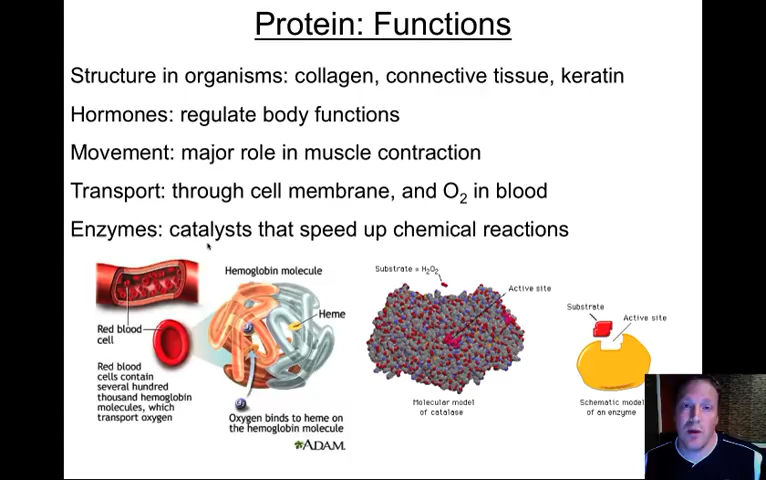 Protein: Functions
Structure in organisms: collagen, connective tissue, keratin
Hormones: regulate body functions
Movement: major role in muscle contraction
Transport: through cell membrane, and O₂ in blood
Enzymes: catalysts that speed up chemical reactions
Hemoglobin molecule
Heme
Red blood
cell
Red blood
cells contain
several hundred
thousand hemoglobin
molecules, which
transport oxygen
Oxygen binds to heme on
the hemoglobin molecule
ADAM.
Substrate = H₂O₂
Active site
Molecular model
of catalase
Substrate
Active site
Schematic model
of an enzyme